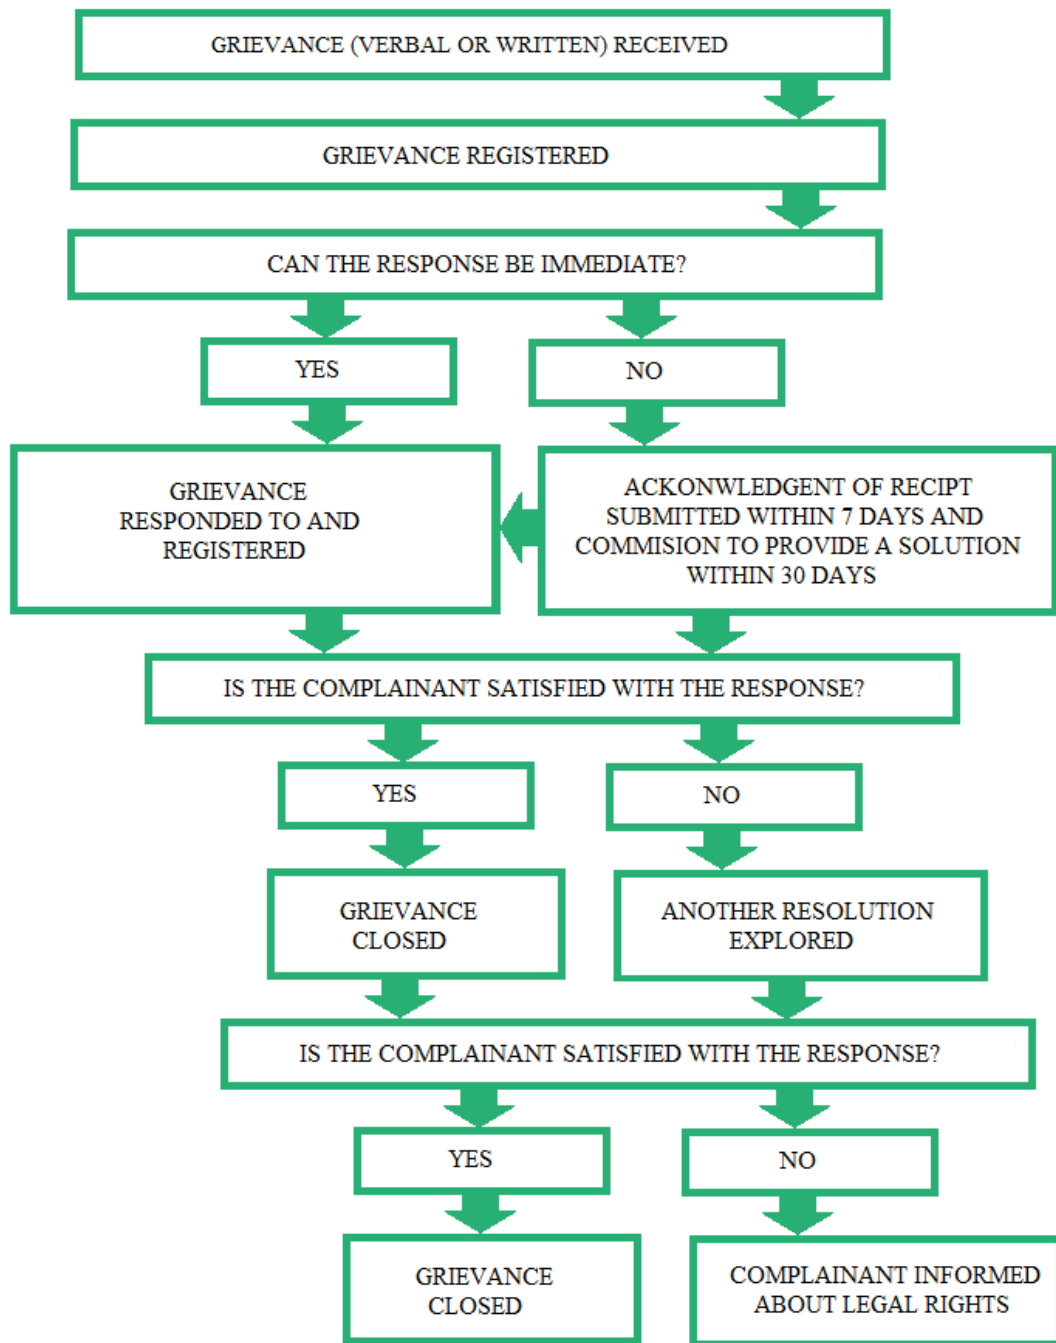 GRIEVANCE (VERBAL OR WRITTEN) RECEIVED
GRIEVANCE REGISTERED
CAN THE RESPONSE BE IMMEDIATE?
YES
NO
GRIEVANCE
RESPONDED TO AND
REGISTERED
ACKONWLEDGENT OF RECIPT
SUBMITTED WITHIN 7 DAYS AND
COMMISION TO PROVIDE A SOLUTION
WITHIN 30 DAYS
IS THE COMPLAINANT SATISFIED WITH THE RESPONSE?
YES
NO
GRIEVANCE
CLOSED
ANOTHER RESOLUTION
EXPLORED
IS THE COMPLAINANT SATISFIED WITH THE RESPONSE?
YES
NO
GRIEVANCE
CLOSED
COMPLAINANT INFORMED
ABOUT LEGAL RIGHTS